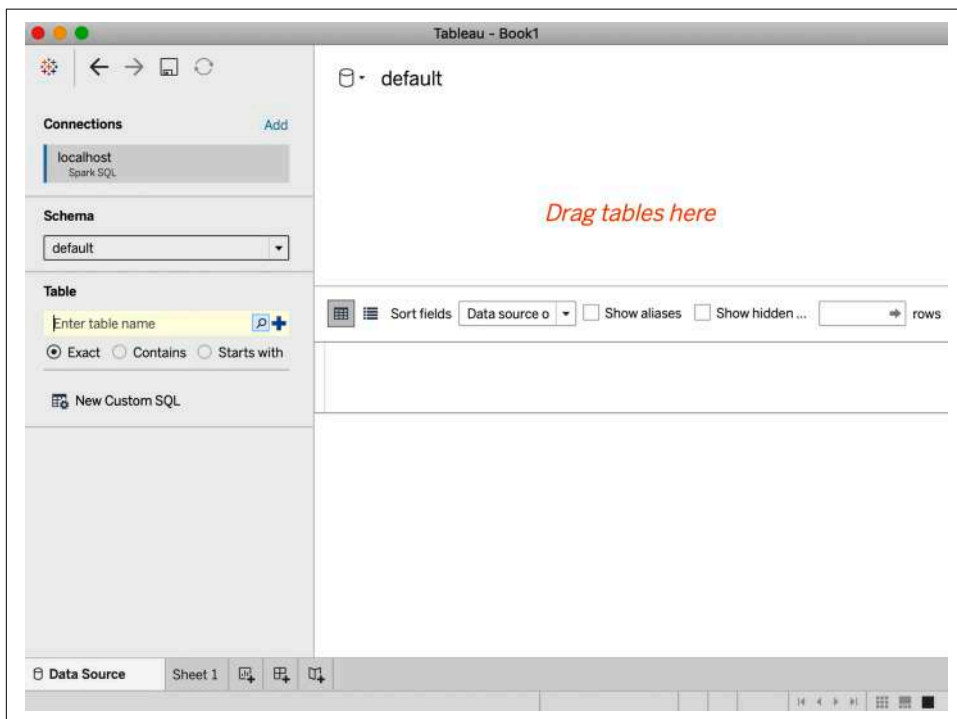 Tableau - Book1
default
Connections Add
localhost
Spark SQL
Drag tables here
Schema
default
Table
Enter table name
Exact Contains Starts with
Sort fields Data source o Show aliases Show hidden ... rows
New Custom SQL
Data Source Sheet 1